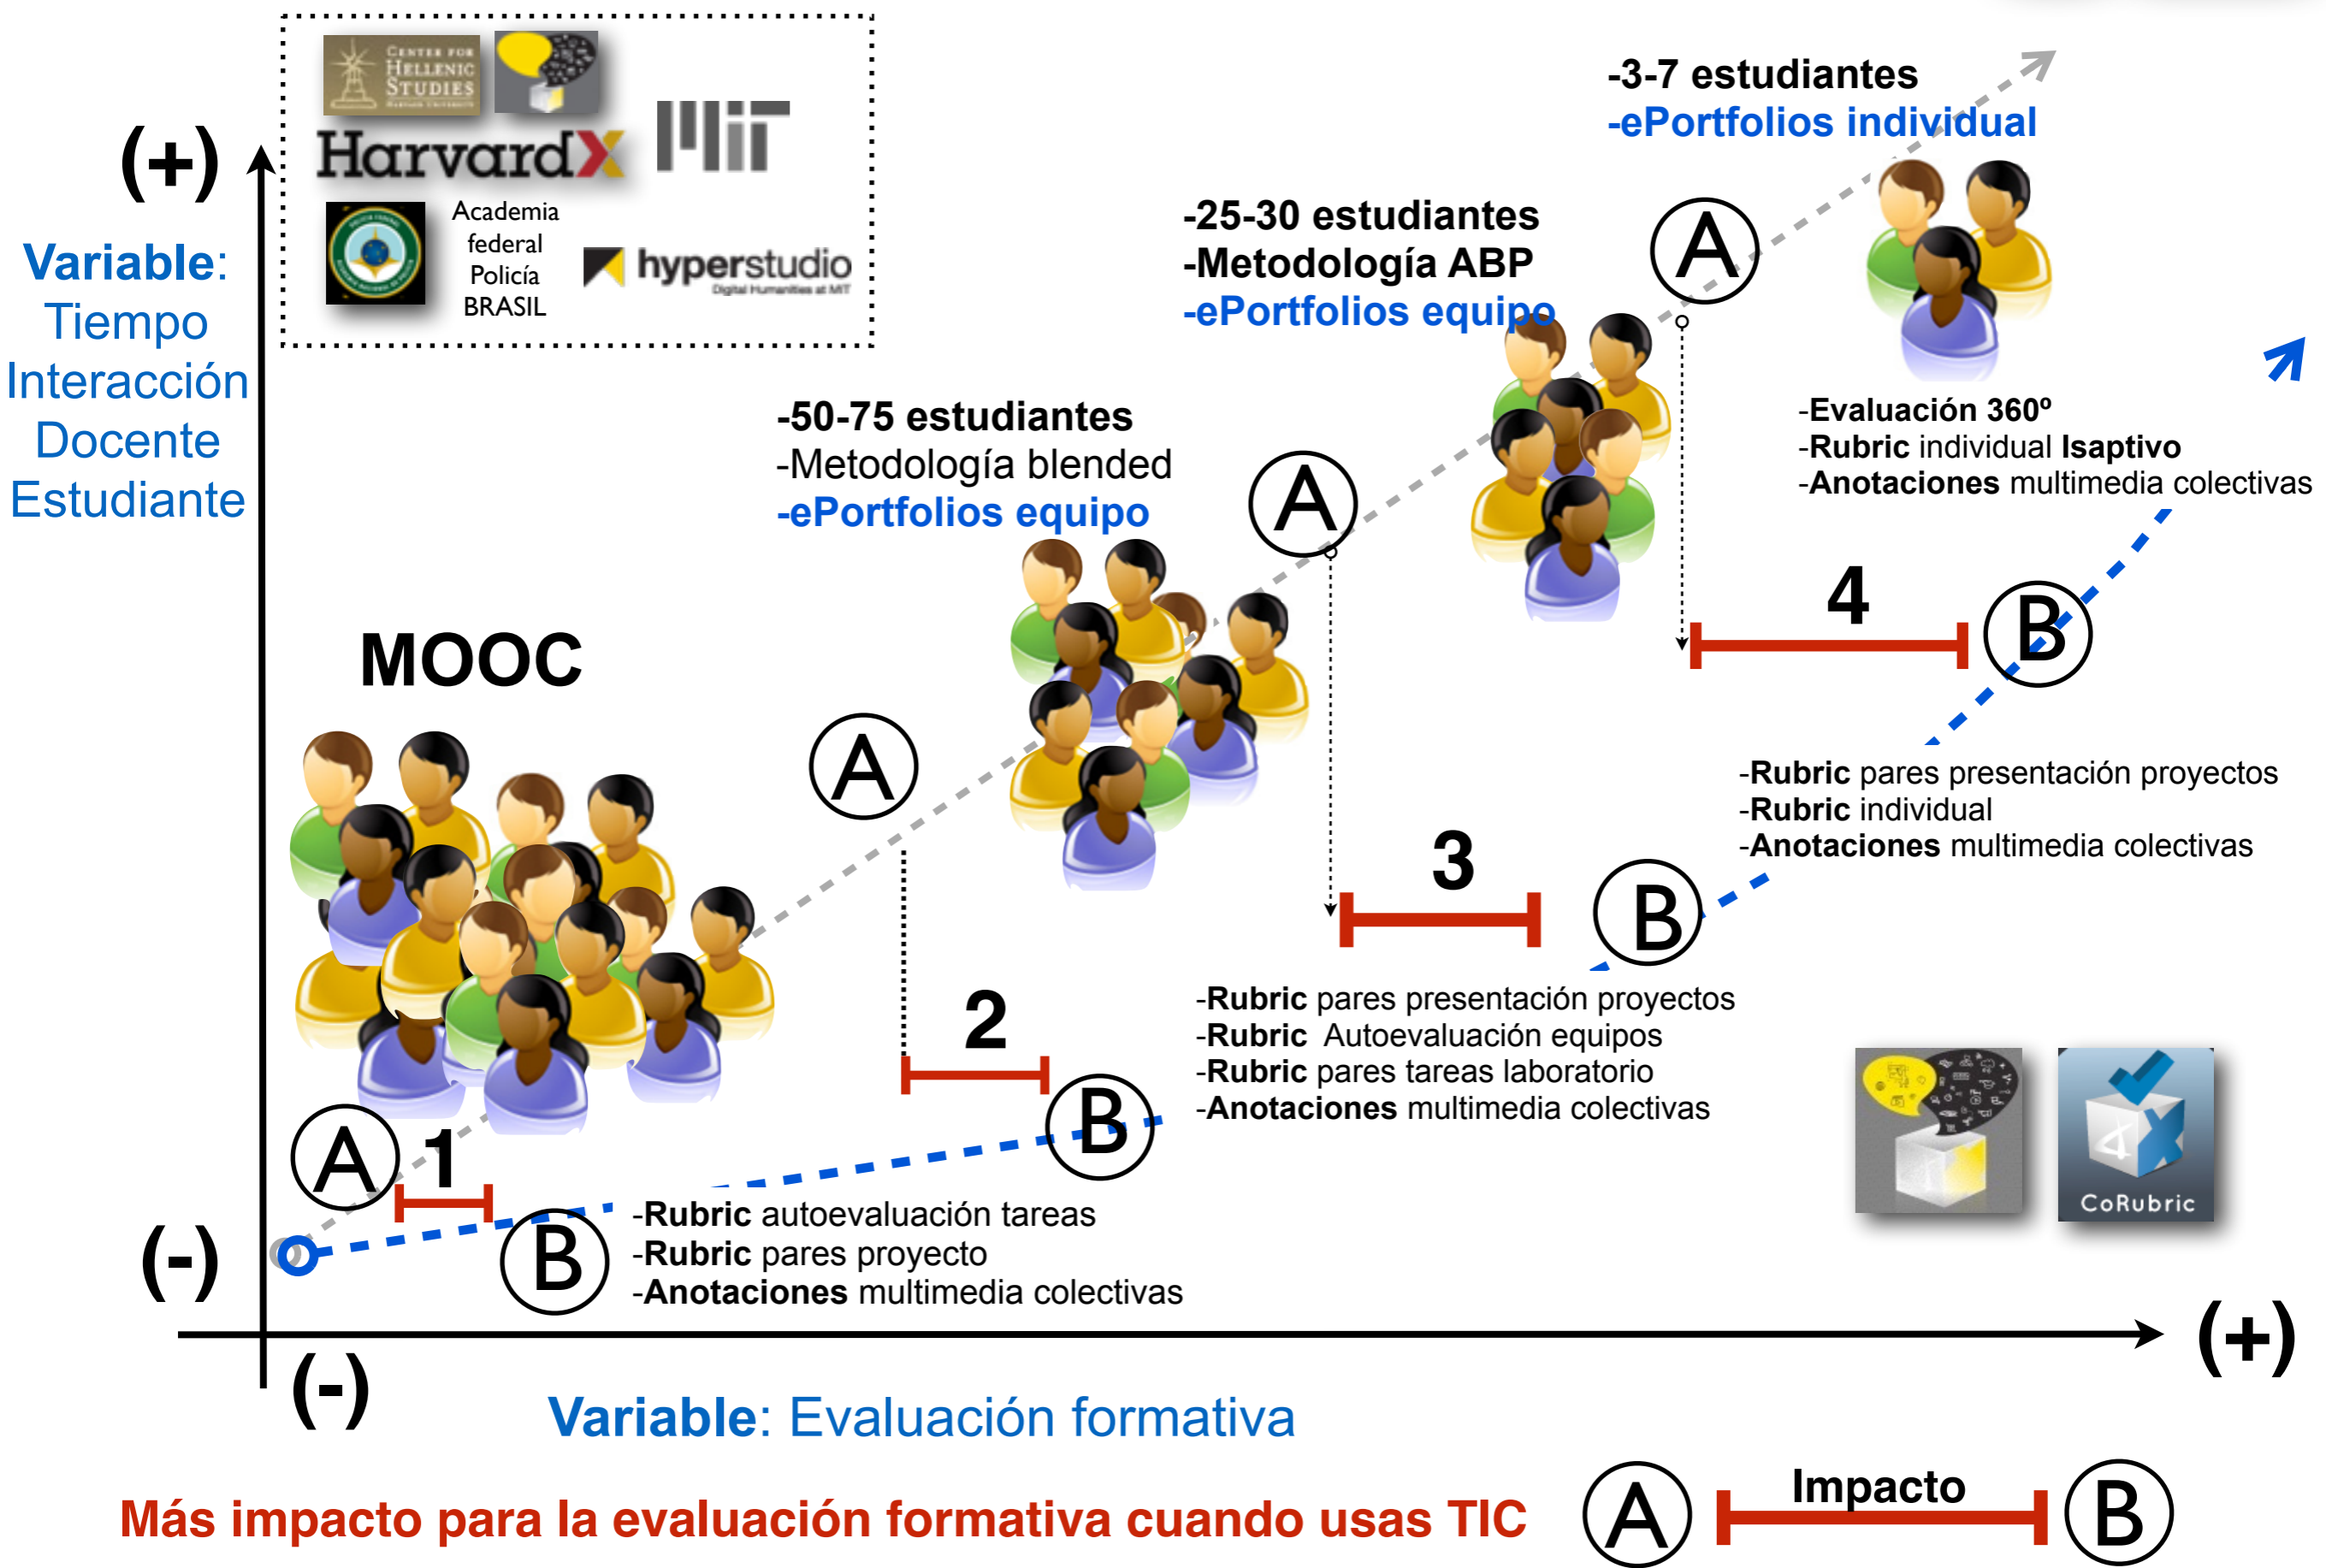 CENTER FOR
HELLENIC
STUDIES
HARVARD UNIVERSITY
HarvardX
MIT
Academia
federal
Policía
BRASIL
hyperstudio
Digital Humanities at MIT
(+)
Variable:
Tiempo
Interacción
Docente
Estudiante
-3-7 estudiantes
-ePortfolios individual
-25-30 estudiantes
-Metodología ABP
-ePortfolios equipo
A
-50-75 estudiantes
-Metodología blended
-ePortfolios equipo
A
-Evaluación 360º
-Rubric individual Isaptivo
-Anotaciones multimedia colectivas
4
B
MOOC
A
-Rubric pares presentación proyectos
-Rubric individual
-Anotaciones multimedia colectivas
3
B
2
-Rubric pares presentación proyectos
-Rubric Autoevaluación equipos
-Rubric pares tareas laboratorio
-Anotaciones multimedia colectivas
B
A
1
B
-Rubric autoevaluación tareas
-Rubric pares proyecto
-Anotaciones multimedia colectivas
CoRubric
(-)
(+)
(-)
Variable: Evaluación formativa
Más impacto para la evaluación formativa cuando usas TIC
A
Impacto
B